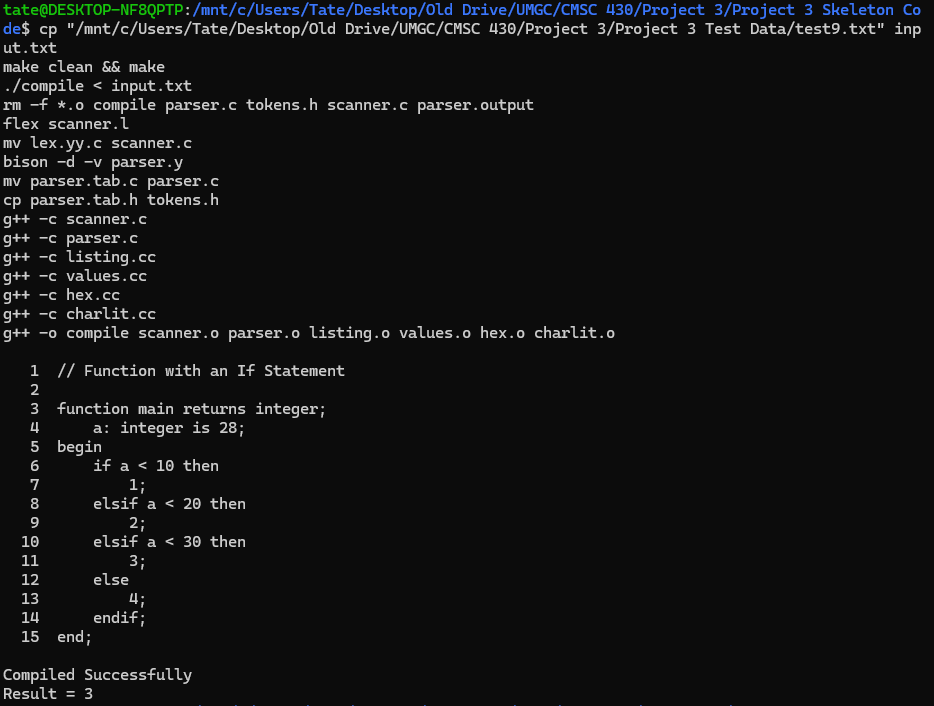 tate@DESKTOP-NF8QPTP:/mnt/c/Users/Tate/Desktop/Old Drive/UMGC/CMSC 430/Project 3/Project 3 Skeleton Co
de$ cp "/mnt/c/Users/Tate/Desktop/Old Drive/UMGC/CMSC 430/Project 3/Project 3 Test Data/test9.txt" inp
ut.txt
make clean && make
./compile < input.txt
rm -f *.o compile parser.c tokens.h scanner.c parser.output
flex scanner.l
mv lex.yy.c scanner.c
bison -d -v parser.y
mv parser.tab.c parser.c
cp parser.tab.h tokens.h
g++ -c scanner.c
g++ -c parser.c
g++ -c listing.cc
g++ -c values.cc
g++ -c hex.cc
g++ -c charlit.cc
g++ -o compile scanner.o parser.o listing.o values.o hex.o charlit.o
1  // Function with an If Statement
2
3  function main returns integer;
4      a: integer is 28;
5  begin
6      if a < 10 then
7          1;
8      elsif a < 20 then
9          2;
10      elsif a < 30 then
11          3;
12      else
13          4;
14      endif;
15  end;
Compiled Successfully
Result = 3